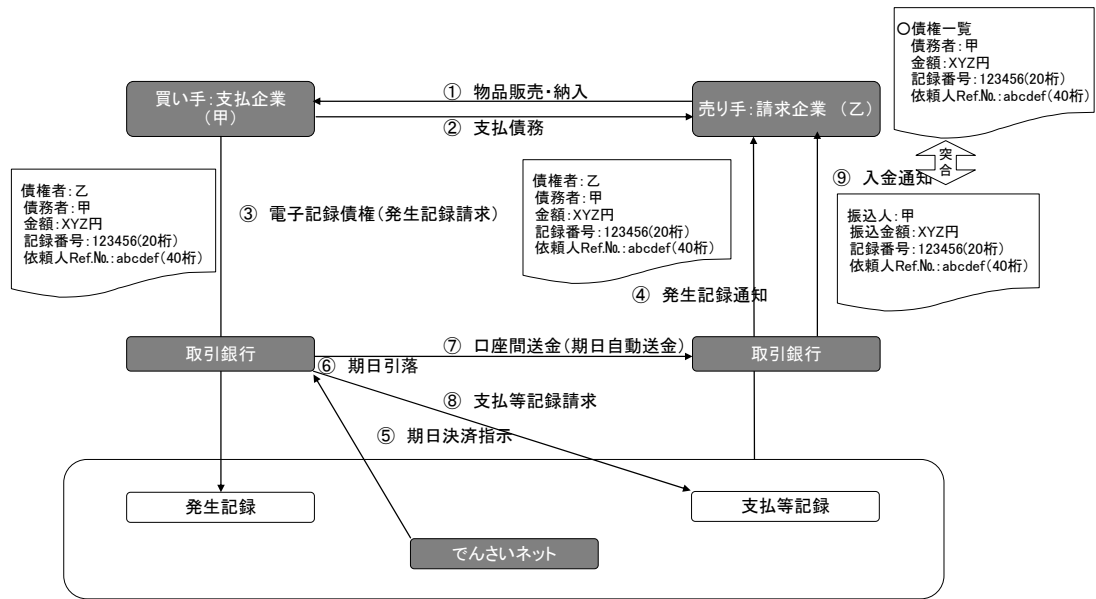 〇債権一覧
債務者:甲
金額:XYZ円
記録番号:123456(20桁)
依頼人Ref.No.:abcdef(40桁)
買い手:支払企業
(甲)
① 物品販売・納入
② 支払債務
売り手:請求企業 (乙)
突
合
⑨ 入金通知
債権者:乙
債務者:甲
金額:XYZ円
記録番号:123456(20桁)
依頼人Ref.No.:abcdef(40桁)
③ 電子記録債権(発生記録請求)
債権者:乙
債務者:甲
金額:XYZ円
記録番号:123456(20桁)
依頼人Ref.No.:abcdef(40桁)
振込人:甲
振込金額:XYZ円
記録番号:123456(20桁)
依頼人Ref.No.:abcdef(40桁)
④ 発生記録通知
取引銀行
⑦ 口座間送金(期日自動送金)
取引銀行
⑥ 期日引落
⑧ 支払等記録請求
⑤ 期日決済指示
発生記録
支払等記録
でんさいネット